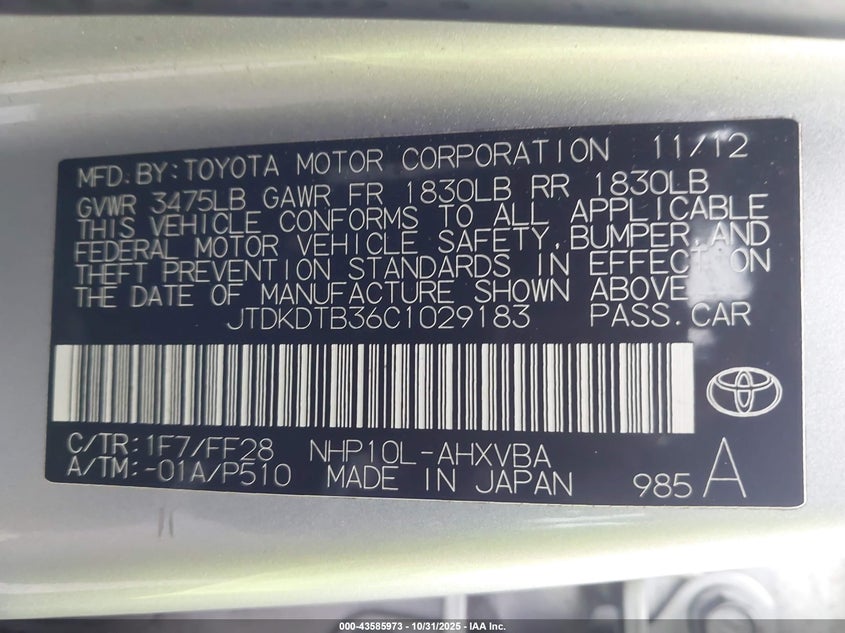 MFD. BY: TOYOTA MOTOR CORPORATION 11/12
GVWR 3475LB GAWR FR 1830LB RR 1830LB
THIS VEHICLE CONFORMS TO ALL APPLICABLE
FEDERAL MOTOR VEHICLE SAFETY, BUMPER, AND
THEFT PREVENTION STANDARDS IN EFFECT ON
THE DATE OF MANUFACTURE SHOWN ABOVE.
JTDKDTB36C1029183 PASS. CAR
C/TR: 1F7/FF28 NHP10L-AHXVBA
A/TM:-01A/P510 MADE IN JAPAN 985 A
000-43585973 - 10/31/2025 - IAA Inc.